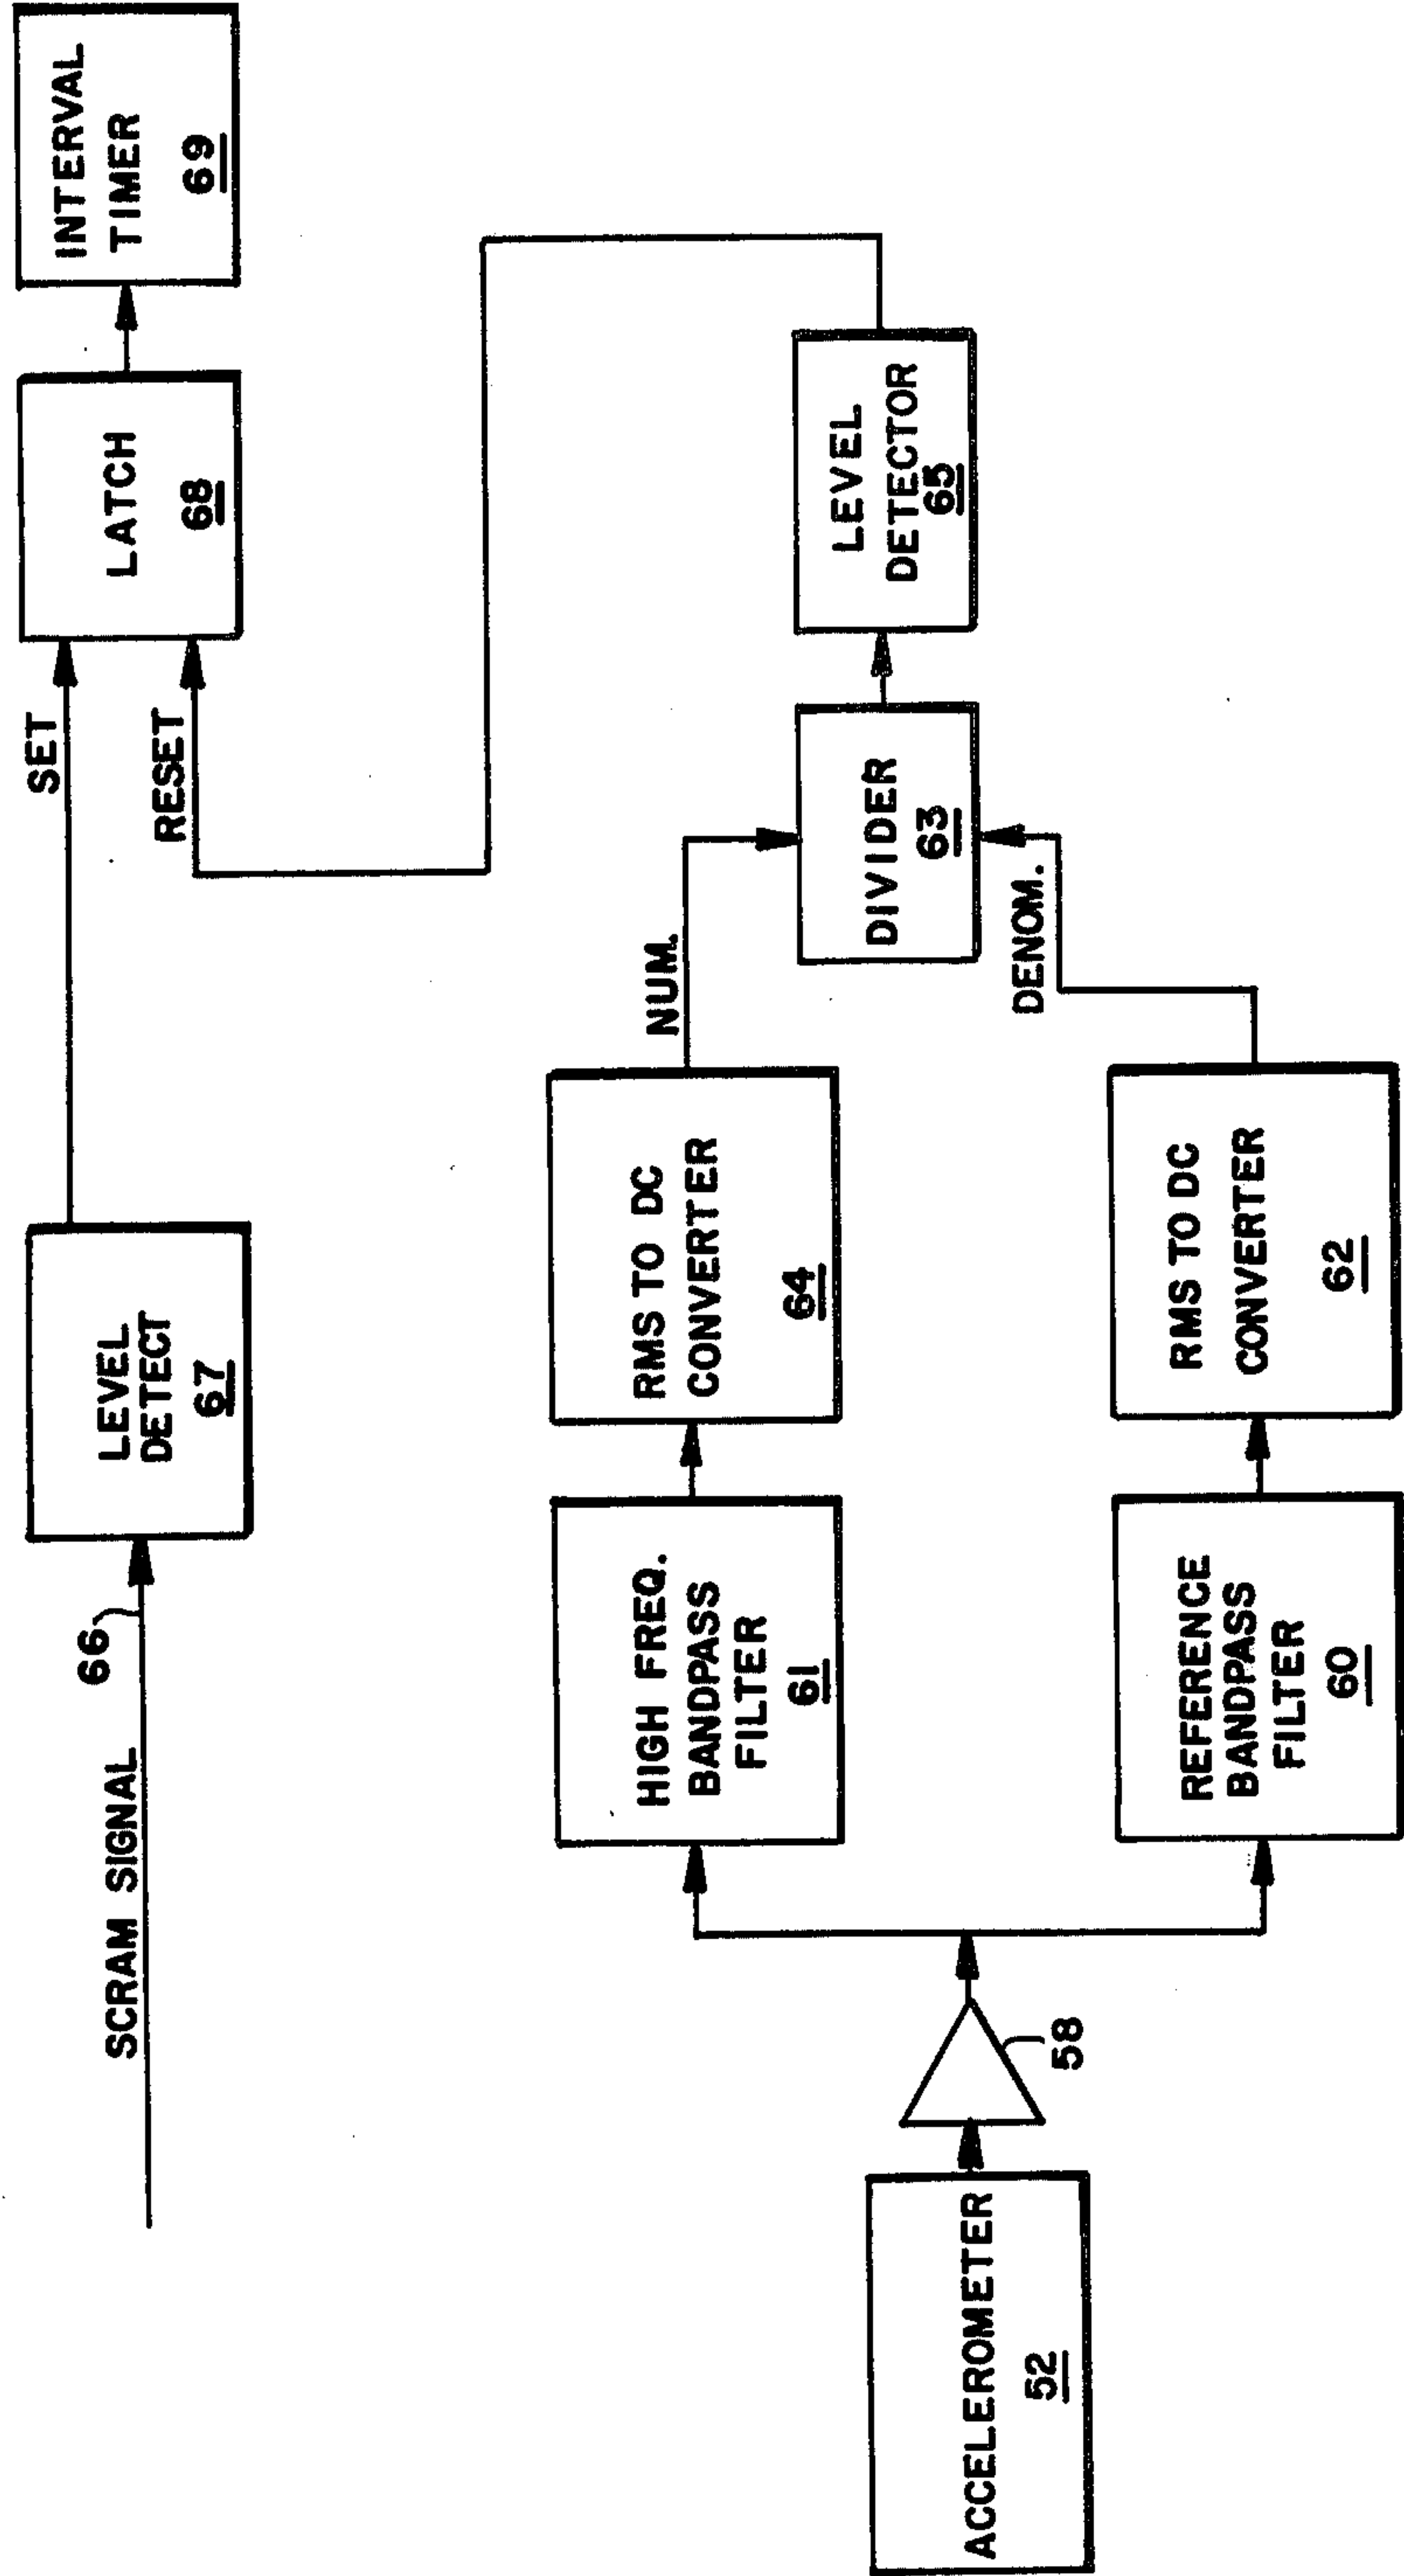 SCRAM SIGNAL
66
LEVEL
DETECT
67
SET
RESET
LATCH
68
INTERVAL
TIMER
69
ACCELEROMETER
52
58
HIGH FREQ.
BANDPASS
FILTER
61
RMS TO DC
CONVERTER
64
NUM.
REFERENCE
BANDPASS
FILTER
60
RMS TO DC
CONVERTER
62
DENOM.
DIVIDER
63
LEVEL
DETECTOR
65